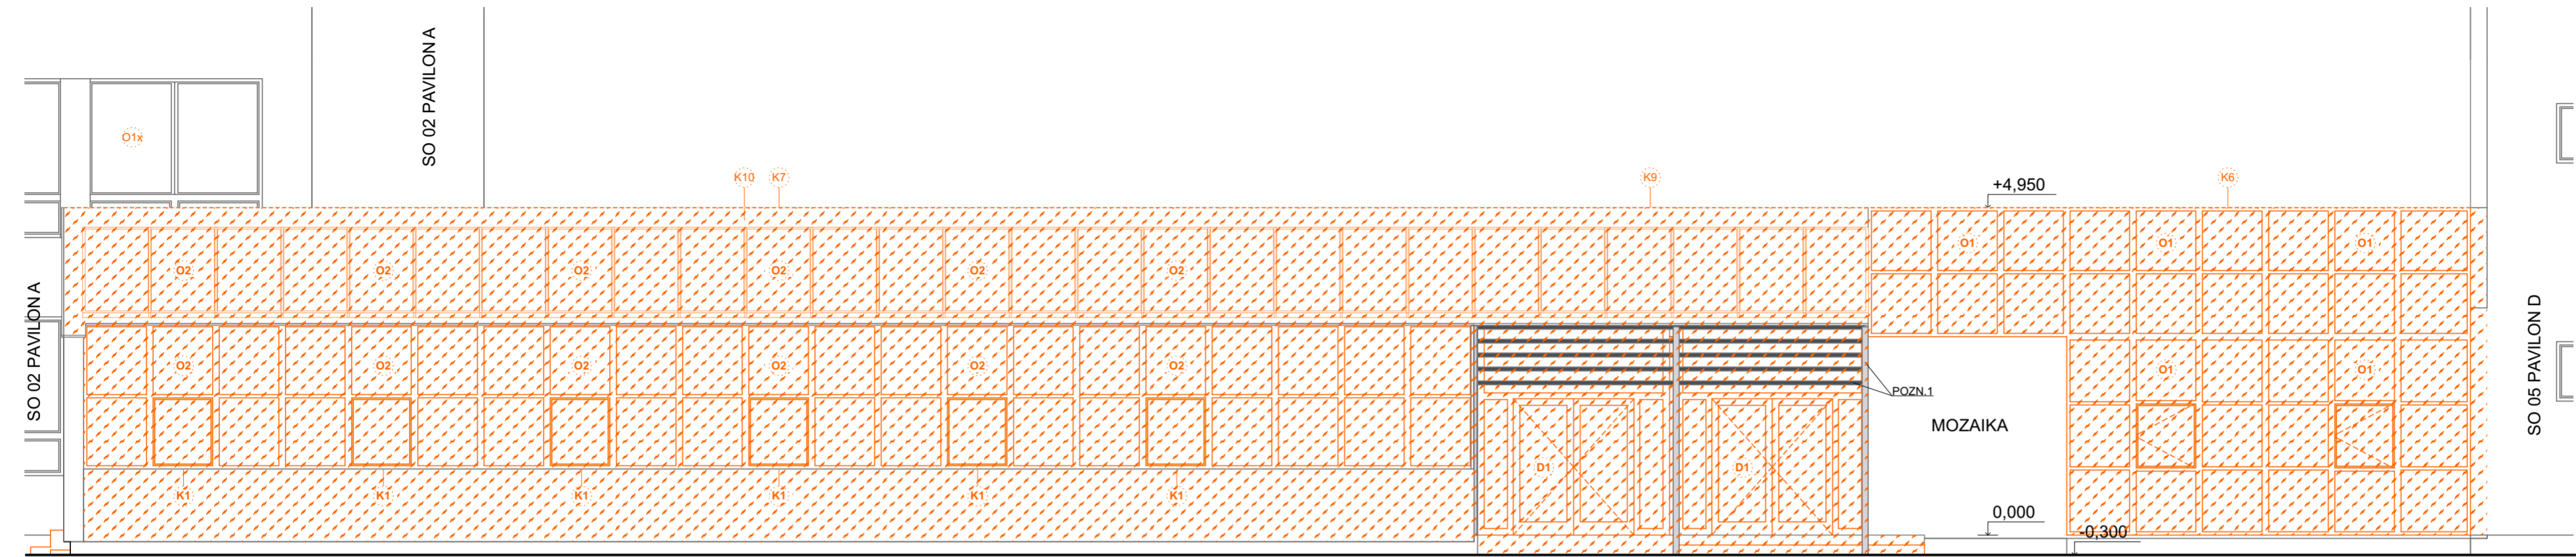 SO 02 PAVILON A
O1x
K10 K7 K9 K6
+4,950
O1 O1 O1
O2 O2 O2 O2 O2 O2
SO 02 PAVILON A
SO 05 PAVILON D
O2 O2 O2 O2 O2 O2
O1 O1
POZN.1
MOZAIKA
D1 D1
K1 K1 K1 K1 K1 K1
0,000
-0,300